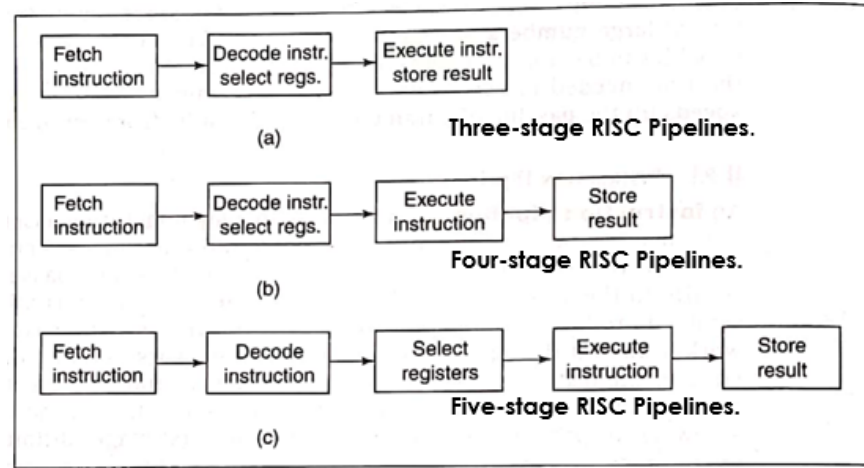 Fetch
instruction
Decode instr.
select regs.
Execute instr.
store result
(a)
Three-stage RISC Pipelines.
Fetch
instruction
Decode instr.
select regs.
Execute
instruction
Store
result
(b)
Four-stage RISC Pipelines.
Fetch
instruction
Decode
instruction
Select
registers
Execute
instruction
Store
result
(c)
Five-stage RISC Pipelines.